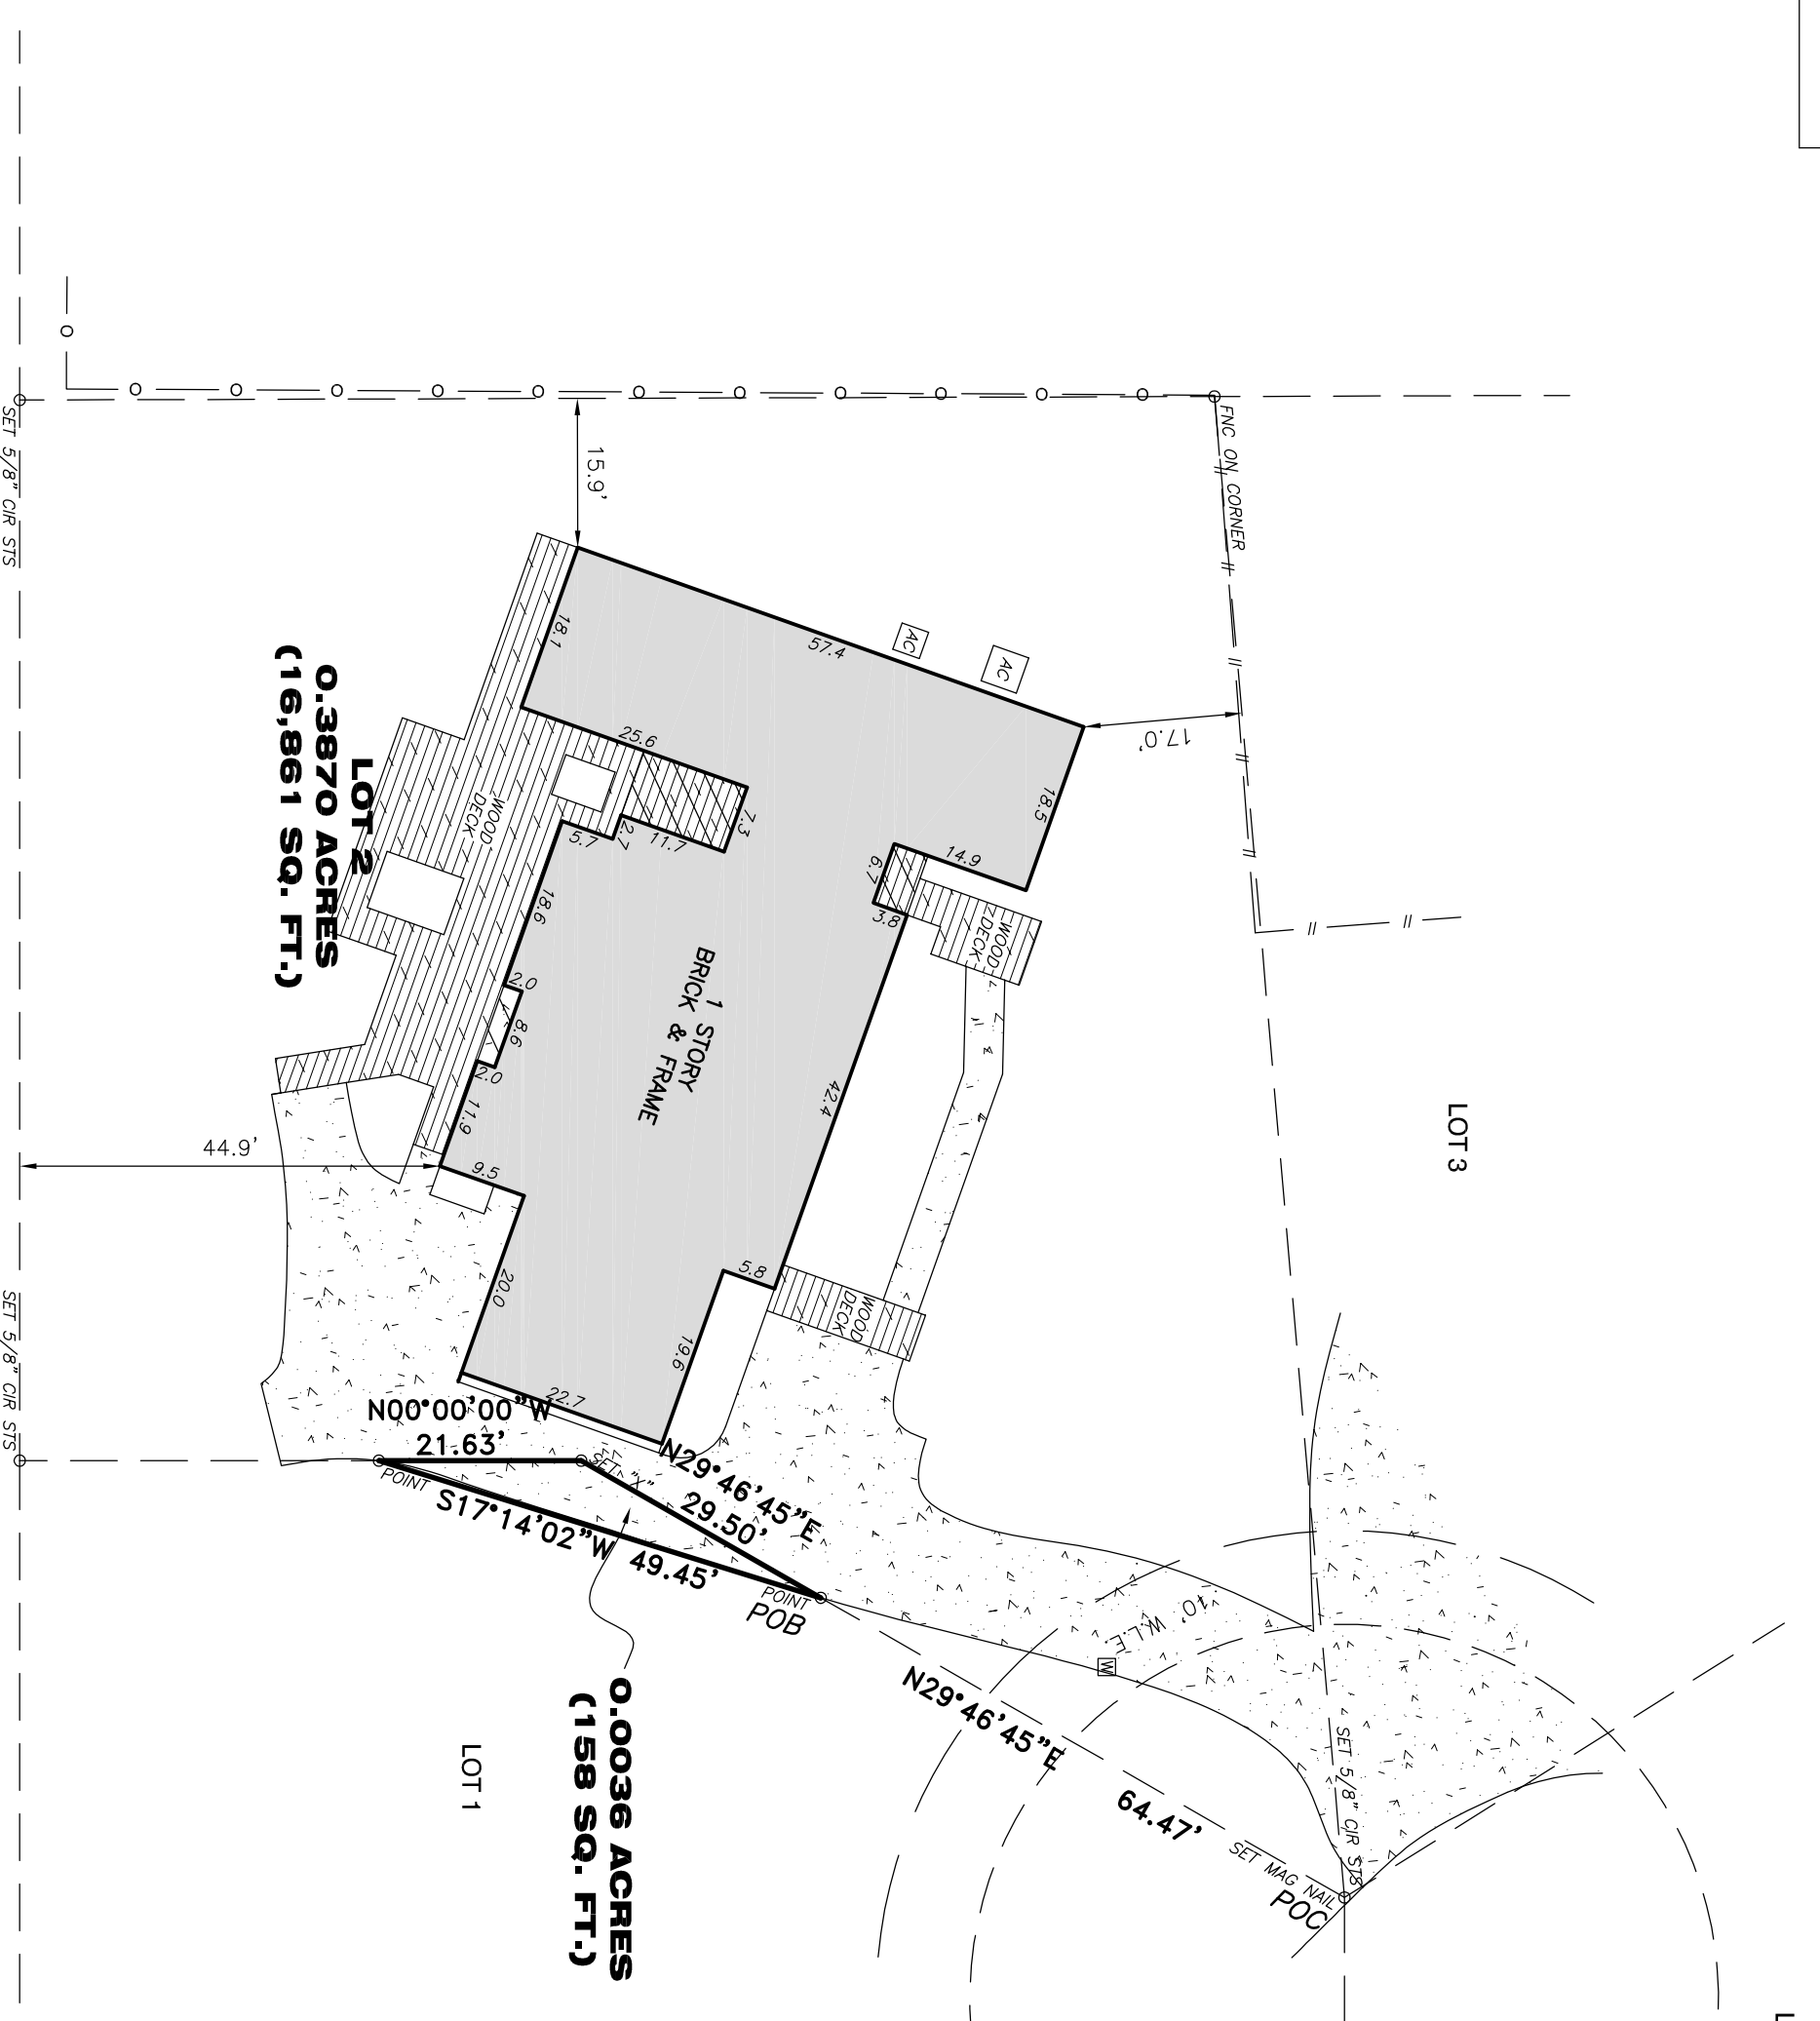 FNC ON CORNER
SET 5/8" CIR STS
15.9'
17.0'
AC
AC
57.4
18.1
25.6
7.3
11.7
2.7
5.7
18.6
2.0
8.6
2.0
11.9
9.5
20.0
22.7
19.6
5.8
42.4
3.8
6.7
14.9
18.5
WOOD
DECK
WOOD
DECK
WOOD
DECK
LOT 2
0.3870 ACRES
(16,861 SQ. FT.)
1 STORY
BRICK & FRAME
LOT 3
44.9'
SET 5/8" CIR STS
N00°00'00"W
21.63'
SET "X"
N29°46'45"E
29.50'
POINT
S17°14'02"W 49.45'
POINT
POB
10' W.L.E.
W
N29°46'45"E
64.47'
SET 5/8" CIR STS
SET MAG NAIL
POC
0.0036 ACRES
(158 SQ. FT.)
LOT 1